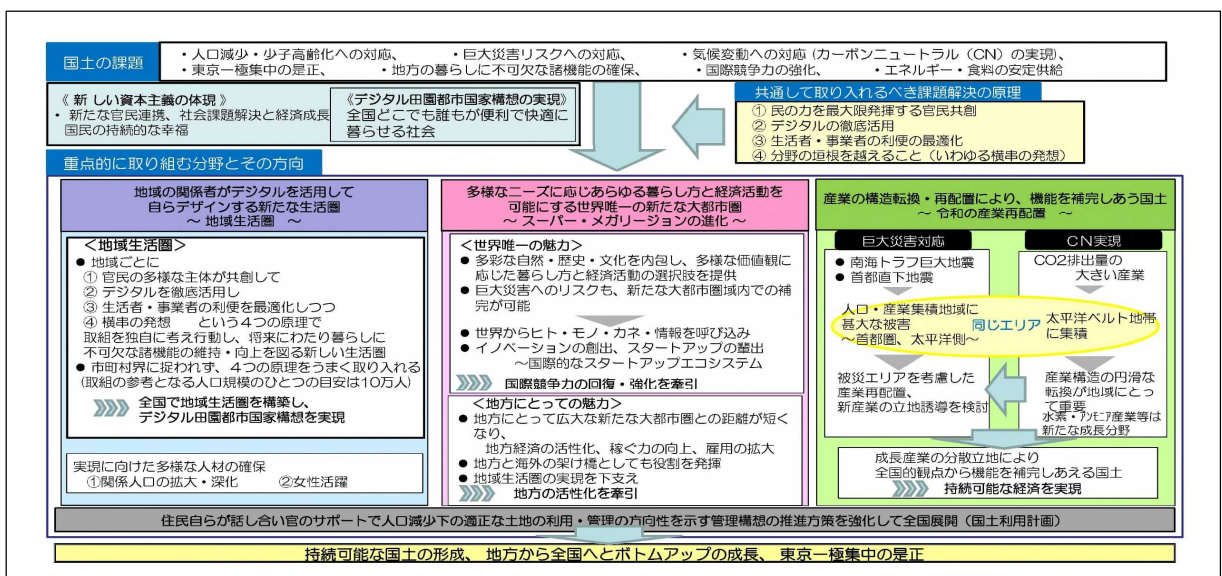 国土の課題
・人口減少・少子高齢化への対応、 ・巨大災害リスクへの対応、 ・気候変動への対応 (カーボンニュートラル（CN）の実現)、
・東京一極集中の是正、 ・地方の暮らしに不可欠な諸機能の確保、 ・国際競争力の強化、 ・エネルギー・食料の安定供給
《 新 しい資本主義の体現 》
・ 新たな官民連携、社会課題解決と経済成長
国民の持続的な幸福
《デジタル田園都市国家構想の実現》
全国どこでも誰もが便利で快適に
暮らせる社会
共通して取り入れるべき課題解決の原理
① 民の力を最大限発揮する官民共創
② デジタルの徹底活用
③ 生活者・事業者の利便の最適化
④ 分野の垣根を越えること（いわゆる横串の発想）
重点的に取り組む分野とその方向
地域の関係者がデジタルを活用して
自らデザインする新たな生活圏
～ 地域生活圏 ～
＜地域生活圏＞
● 地域ごとに
① 官民の多様な主体が共創して
② デジタルを徹底活用し
③ 生活者・事業者の利便を最適化しつつ
④ 横串の発想 という４つの原理で
取組を独自に考え行動し、将来にわたり暮らしに
不可欠な諸機能の維持・向上を図る新しい生活圏
● 市町村界に捉われず、４つの原理をうまく取り入れる
(取組の参考となる人口規模のひとつの目安は10万人)
全国で地域生活圏を構築し、
デジタル田園都市国家構想を実現
実現に向けた多様な人材の確保
①関係人口の拡大・深化 ②女性活躍
多様なニーズに応じあらゆる暮らし方と経済活動を
可能にする世界唯一の新たな大都市圏
～ スーパー・メガリージョンの進化 ～
＜世界唯一の魅力＞
● 多彩な自然・歴史・文化を内包し、多様な価値観に
応じた暮らし方と経済活動の選択肢を提供
● 巨大災害へのリスクも、新たな大都市圏域内での補
完が可能
● 世界からヒト・モノ・カネ・情報を呼び込み
● イノベーションの創出、スタートアップの輩出
～国際的なスタートアップエコシステム
国際競争力の回復・強化を牽引
＜地方にとっての魅力＞
● 地方にとって広大な新たな大都市圏との距離が短く
なり、
地方経済の活性化、稼ぐ力の向上、雇用の拡大
● 地方と海外の架け橋としても役割を発揮
● 地域生活圏の実現を下支え
地方の活性化を牽引
産業の構造転換・再配置により、機能を補完しあう国土
～ 令和の産業再配置 ～
巨大災害対応
● 南海トラフ巨大地震
● 首都直下地震
人口・産業集積地域に
甚大な被害
～首都圏、太平洋側～
被災エリアを考慮した
産業再配置、
新産業の立地誘導を検討
同じエリア
CN実現
CO2排出量の
大きい産業
太平洋ベルト地帯
に集積
産業構造の円滑な
転換が地域にとっ
て重要
水素・アンモニア産業等は
新たな成長分野
成長産業の分散立地により
全国的観点から機能を補完しあえる国土
持続可能な経済を実現
住民自らが話し合い官のサポートで人口減少下の適正な土地の利用・管理の方向性を示す管理構想の推進方策を強化して全国展開（国土利用計画）
持続可能な国土の形成、 地方から全国へとボトムアップの成長、 東京一極集中の是正